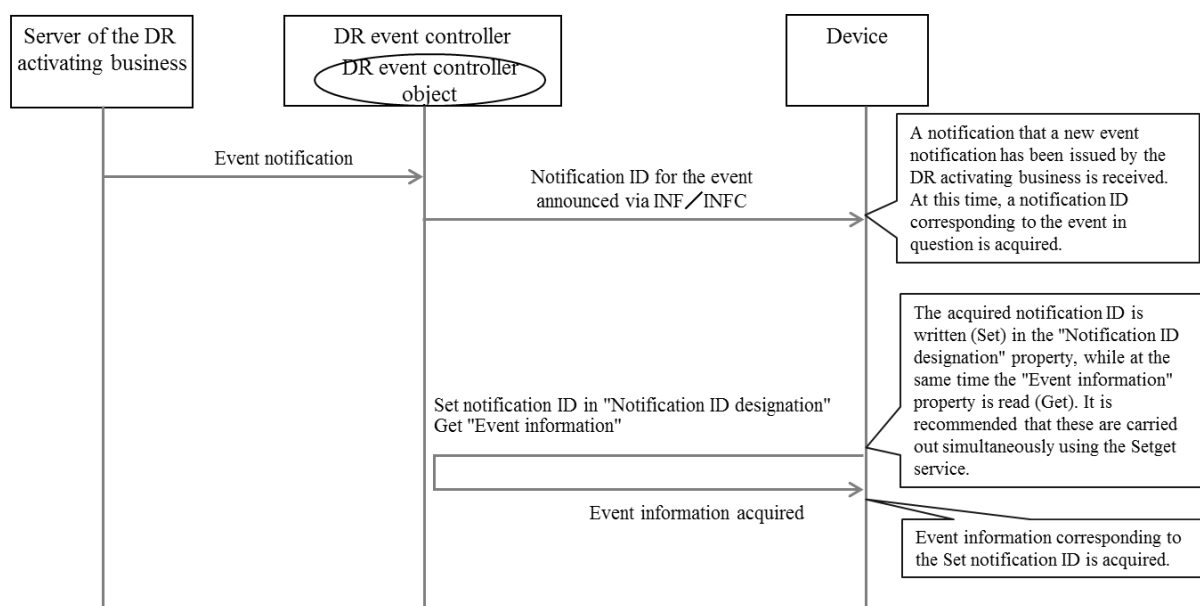 Server of the DR
activating business
DR event controller
DR event controller
object
Device
Event notification
Notification ID for the event
announced via INF／INFC
A notification that a new event
notification has been issued by the
DR activating business is received.
At this time, a notification ID
corresponding to the event in
question is acquired.
The acquired notification ID is
written (Set) in the "Notification ID
designation" property, while at the
same time the "Event information"
property is read (Get). It is
recommended that these are carried
out simultaneously using the Setget
service.
Set notification ID in "Notification ID designation"
Get "Event information"
Event information acquired
Event information corresponding to
the Set notification ID is acquired.